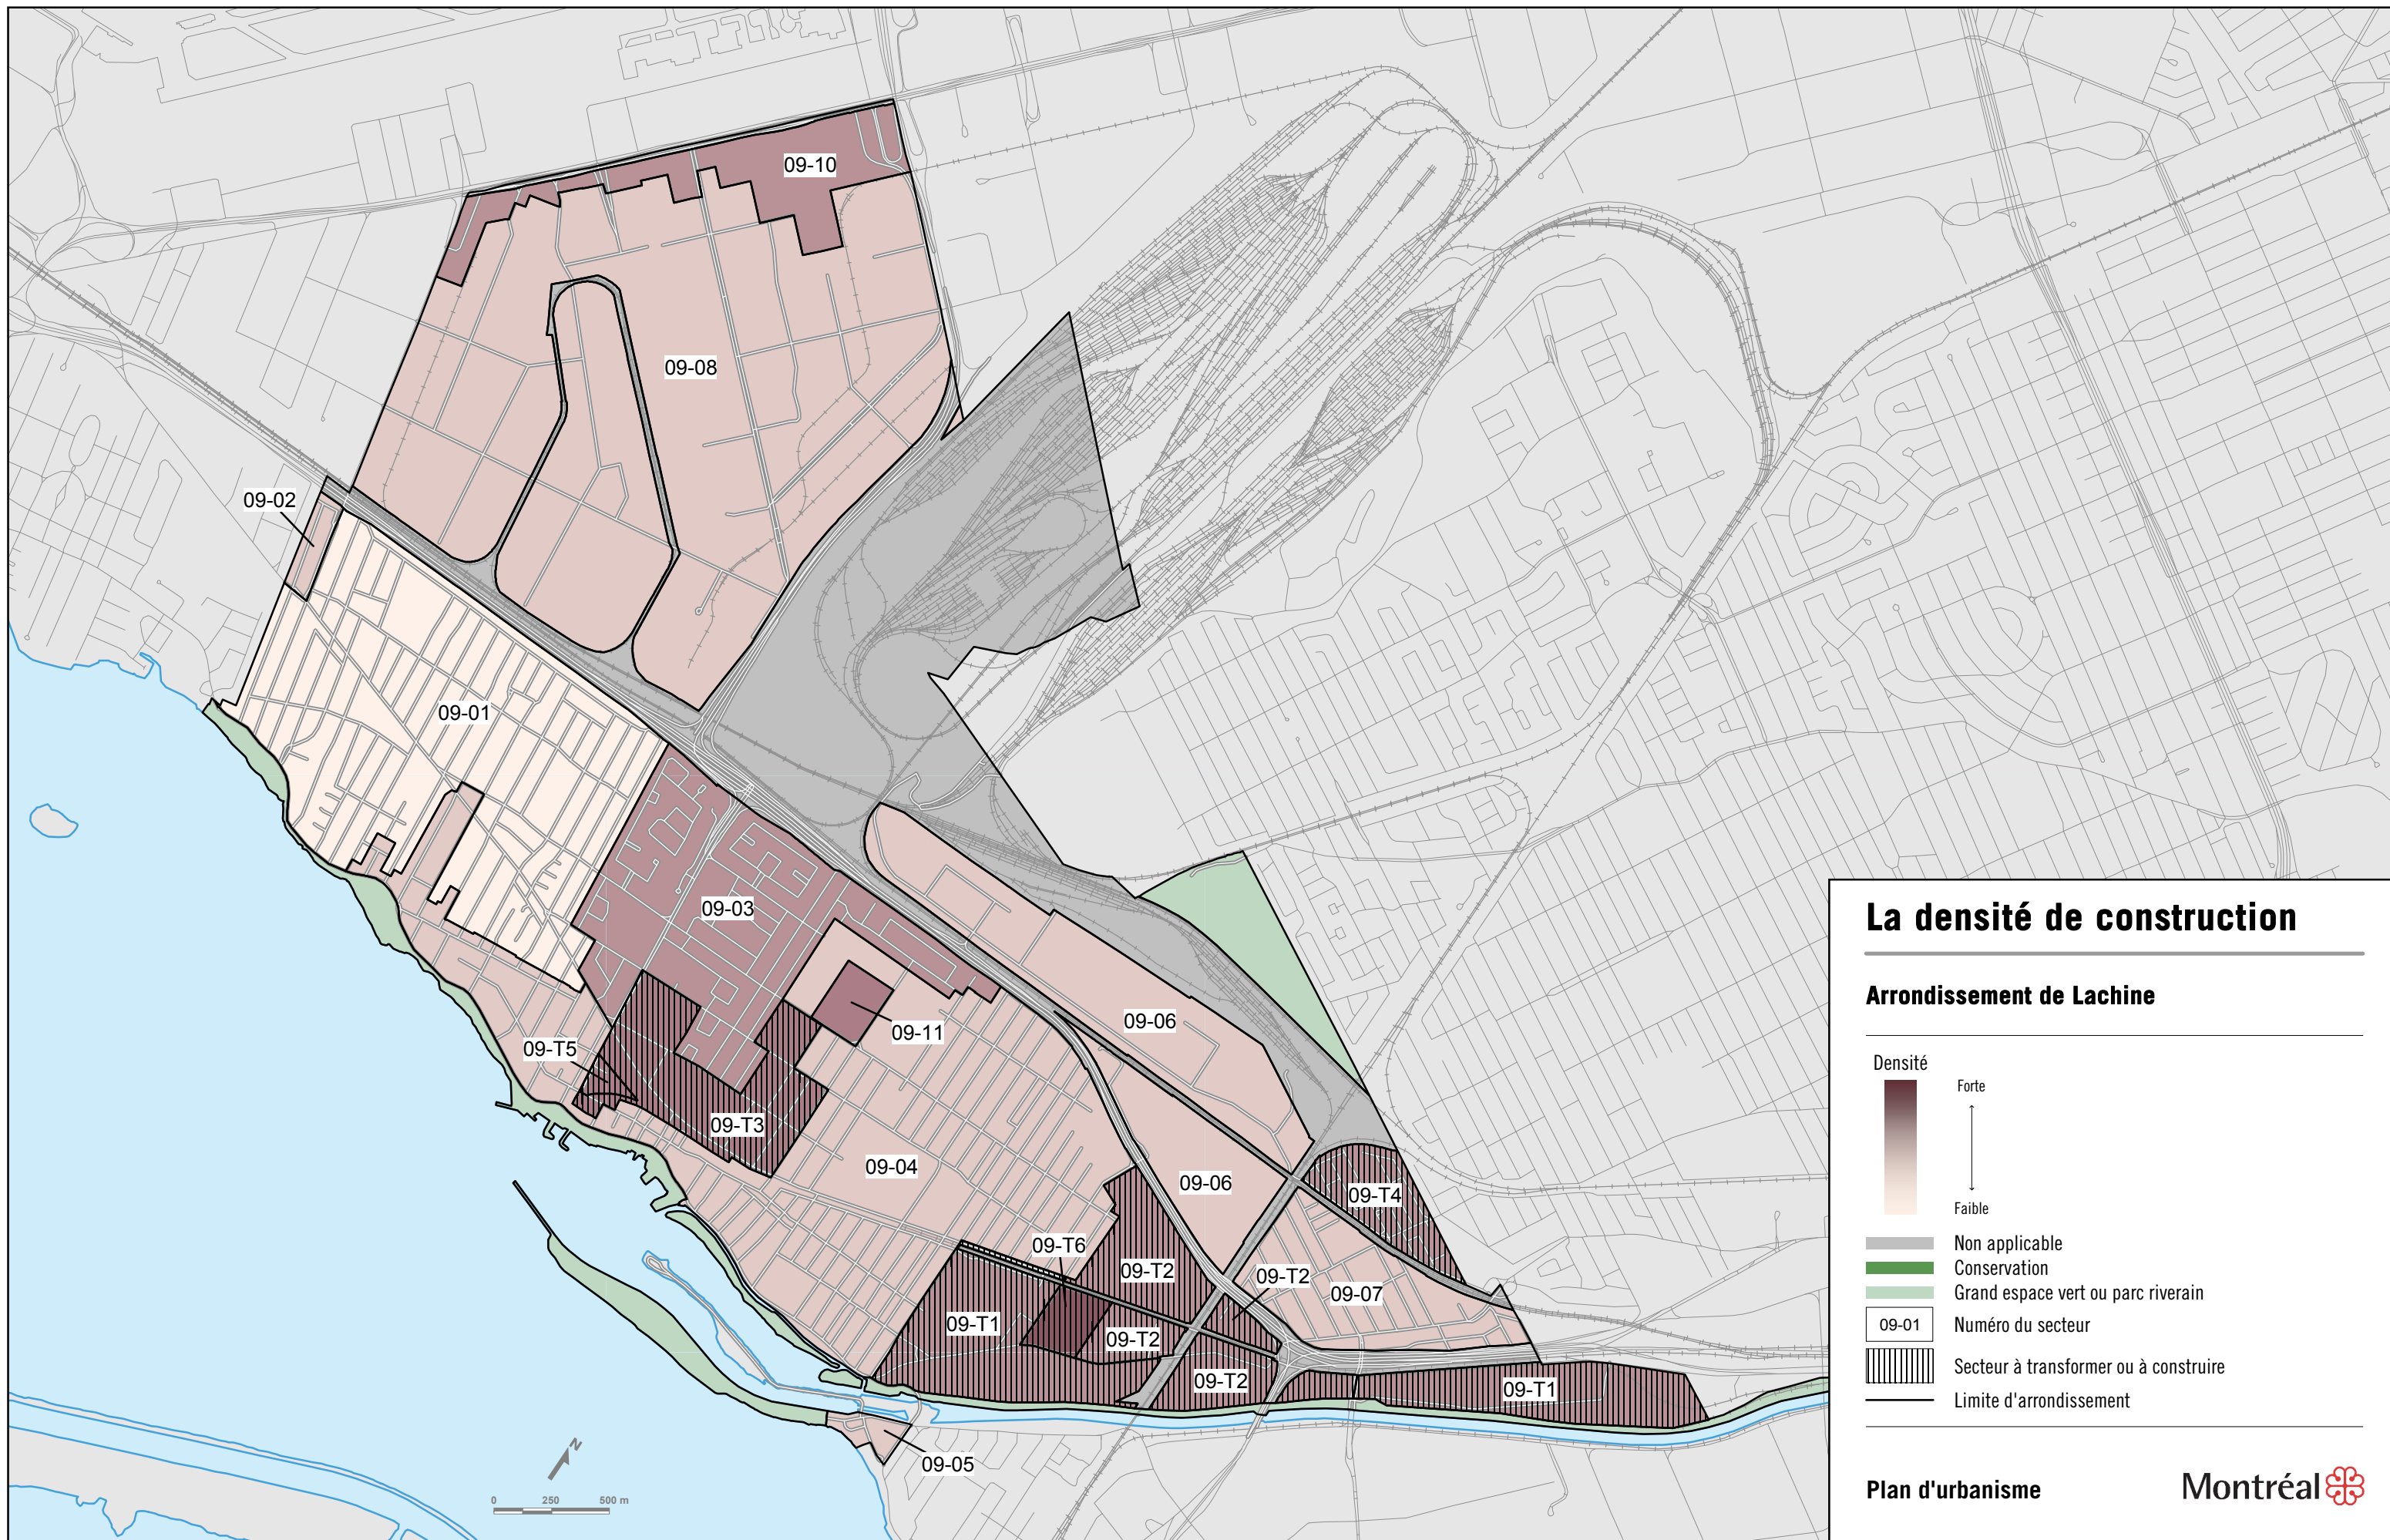 09-10
09-08
09-02
09-01
09-03
09-11
09-06
09-T5
09-T3
09-04
09-06
09-T4
09-T6
09-T2
09-T2
09-07
09-T1
09-T2
09-T2
09-T1
09-05
N
0 250 500 m
La densité de construction
Arrondissement de Lachine
Densité
Forte
Faible
Non applicable
Conservation
Grand espace vert ou parc riverain
09-01 Numéro du secteur
Secteur à transformer ou à construire
Limite d'arrondissement
Plan d'urbanisme
Montréal